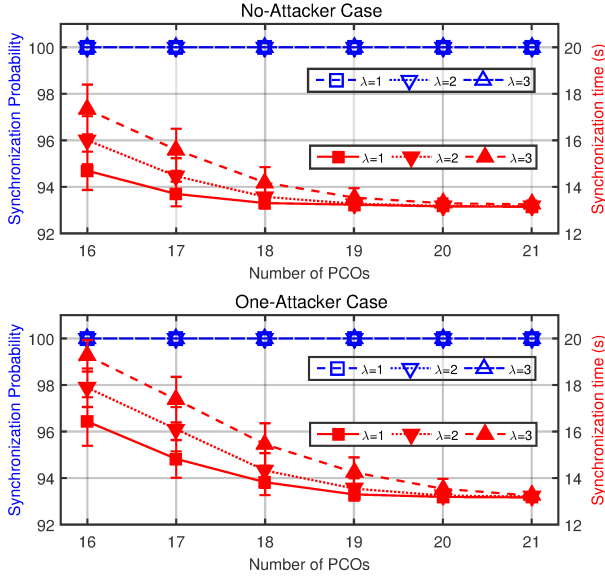 No-Attacker Case
Synchronization Probability
100
98
96
94
92
20
18
16
14
12
Synchronization time (s)
λ=1 λ=2 λ=3
λ=1 λ=2 λ=3
16 17 18 19 20 21
Number of PCOs
One-Attacker Case
Synchronization Probability
100
98
96
94
92
20
18
16
14
12
Synchronization time (s)
λ=1 λ=2 λ=3
λ=1 λ=2 λ=3
16 17 18 19 20 21
Number of PCOs